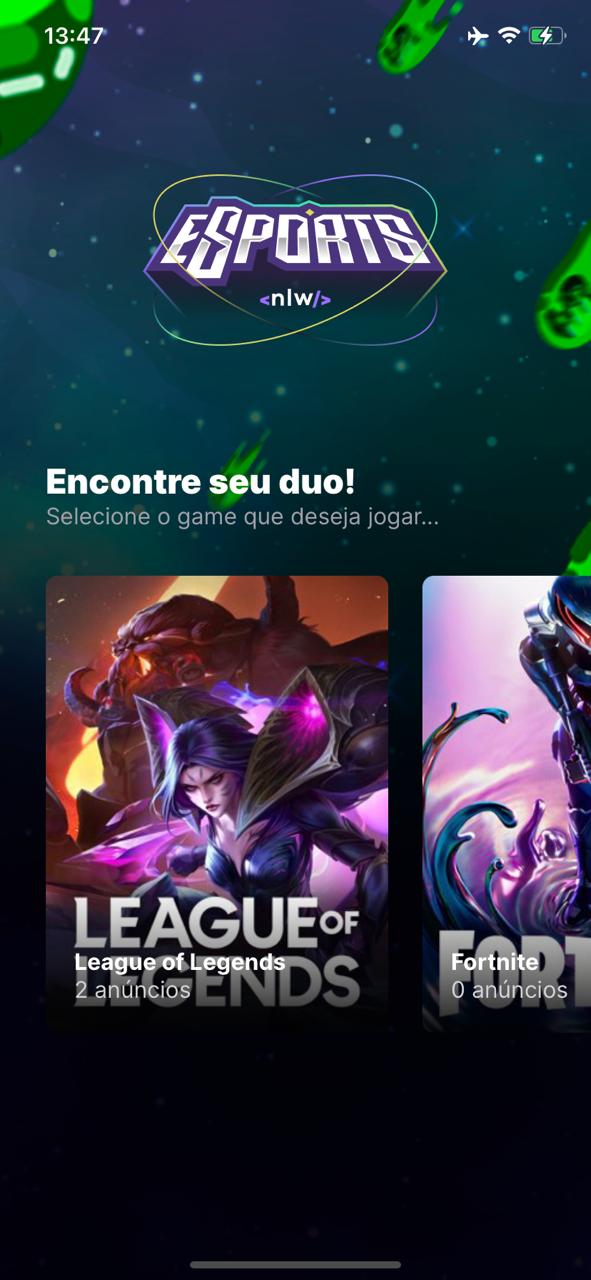 13:47
ESPORTS
<nlw/>
Encontre seu duo!
Selecione o game que deseja jogar...
LEAGUE OF
LEGENDS
League of Legends
2 anúncios
FORT
Fortnite
0 anúncios